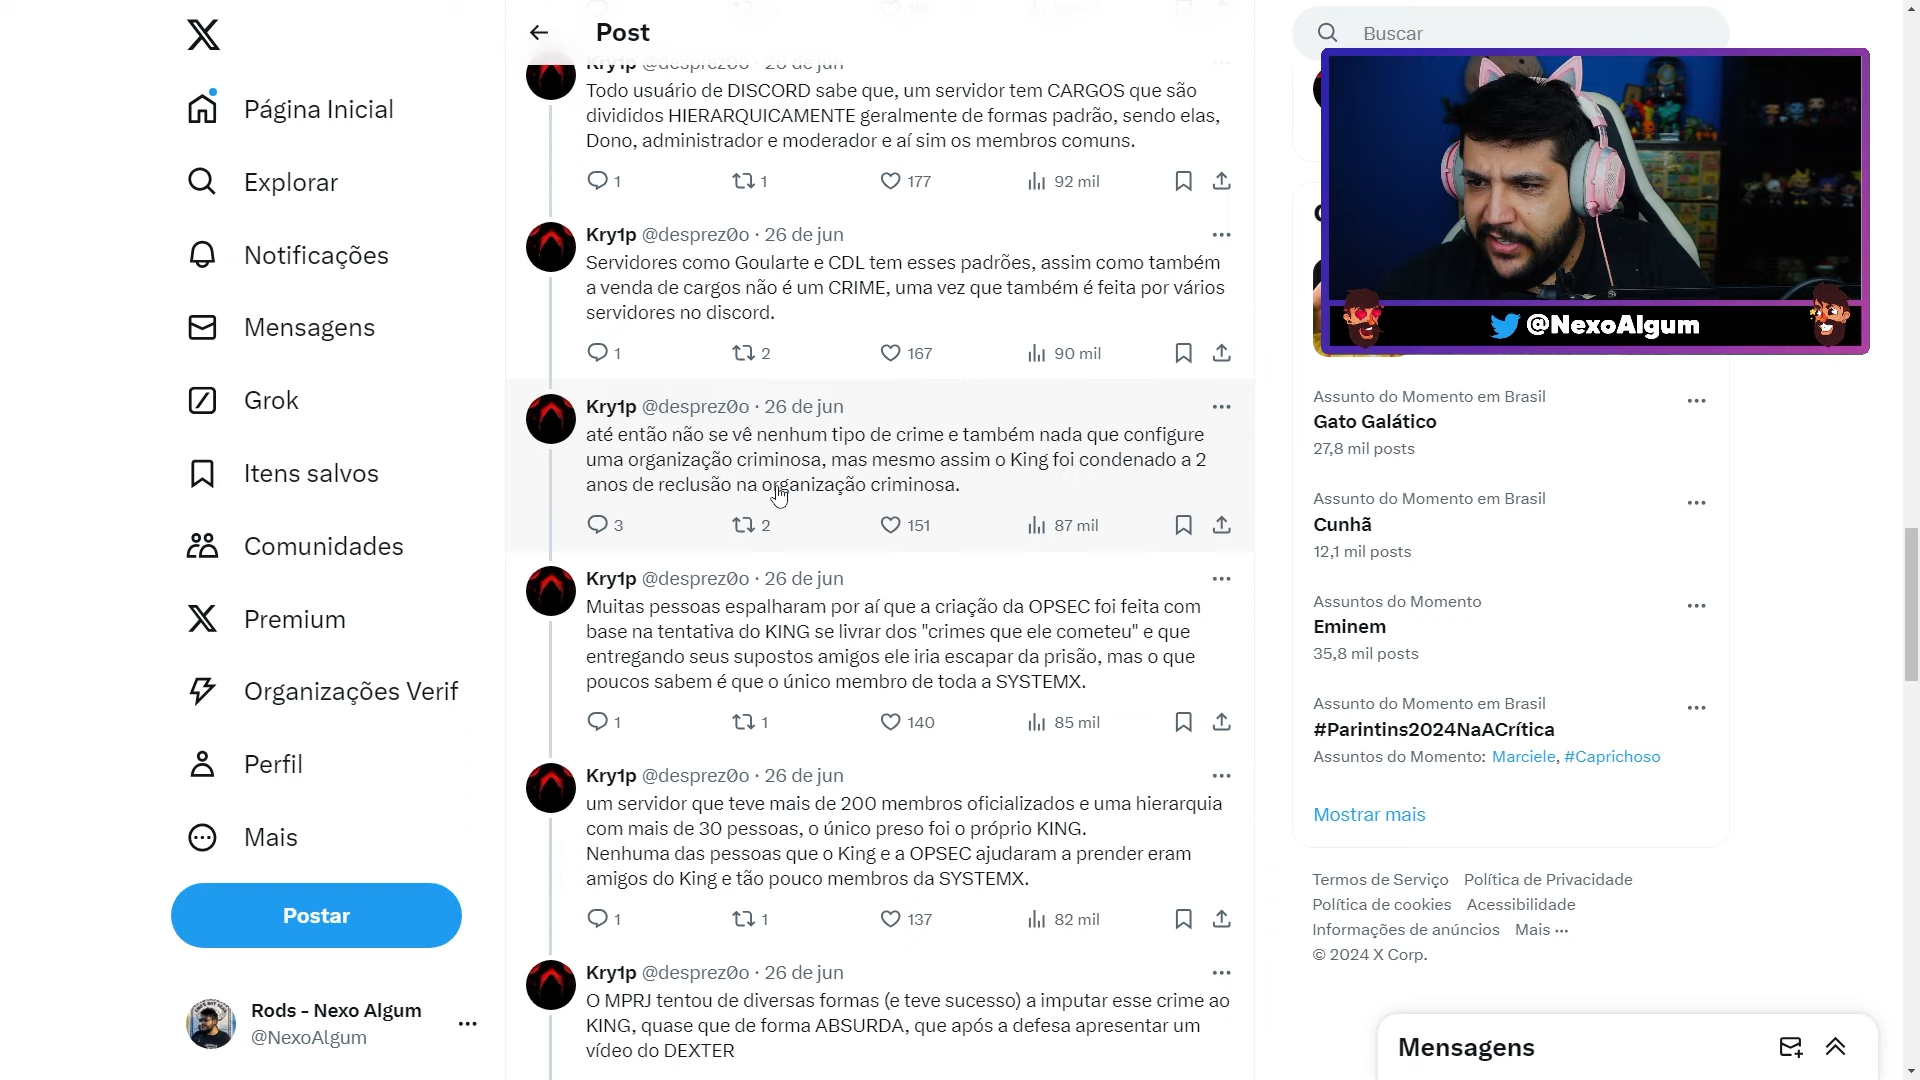 Post
Buscar
Página Inicial
Explorar
Notificações
Mensagens
Grok
Itens salvos
Comunidades
Premium
Organizações Verif
Perfil
Mais
Postar
Rods - Nexo Algum
@NexoAlgum
Kry1p @desprez0o · 26 de jun
Todo usuário de DISCORD sabe que, um servidor tem CARGOS que são
divididos HIERARQUICAMENTE geralmente de formas padrão, sendo elas,
Dono, administrador e moderador e aí sim os membros comuns.
1 1 177 92 mil
Kry1p @desprez0o · 26 de jun
Servidores como Goularte e CDL tem esses padrões, assim como também
a venda de cargos não é um CRIME, uma vez que também é feita por vários
servidores no discord.
1 2 167 90 mil
Kry1p @desprez0o · 26 de jun
até então não se vê nenhum tipo de crime e também nada que configure
uma organização criminosa, mas mesmo assim o King foi condenado a 2
anos de reclusão na organização criminosa.
3 2 151 87 mil
Kry1p @desprez0o · 26 de jun
Muitas pessoas espalharam por aí que a criação da OPSEC foi feita com
base na tentativa do KING se livrar dos "crimes que ele cometeu" e que
entregando seus supostos amigos ele iria escapar da prisão, mas o que
poucos sabem é que o único membro de toda a SYSTEMX.
1 1 140 85 mil
Kry1p @desprez0o · 26 de jun
um servidor que teve mais de 200 membros oficializados e uma hierarquia
com mais de 30 pessoas, o único preso foi o próprio KING.
Nenhuma das pessoas que o King e a OPSEC ajudaram a prender eram
amigos do King e tão pouco membros da SYSTEMX.
1 1 137 82 mil
Kry1p @desprez0o · 26 de jun
O MPRJ tentou de diversas formas (e teve sucesso) a imputar esse crime ao
KING, quase que de forma ABSURDA, que após a defesa apresentar um
vídeo do DEXTER
@NexoAlgum
Assunto do Momento em Brasil
Gato Galático
27,8 mil posts
Assunto do Momento em Brasil
Cunhã
12,1 mil posts
Assuntos do Momento
Eminem
35,8 mil posts
Assunto do Momento em Brasil
#Parintins2024NaACrítica
Assuntos do Momento: Marciele, #Caprichoso
Mostrar mais
Termos de Serviço Política de Privacidade
Política de cookies Acessibilidade
Informações de anúncios Mais ···
© 2024 X Corp.
Mensagens